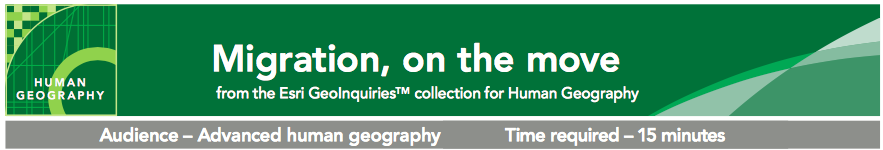 Migration, on the move
from the Esri GeoInquiries™ collection for Human Geography
HUMAN
GEOGRAPHY
Audience – Advanced human geography Time required – 15 minutes